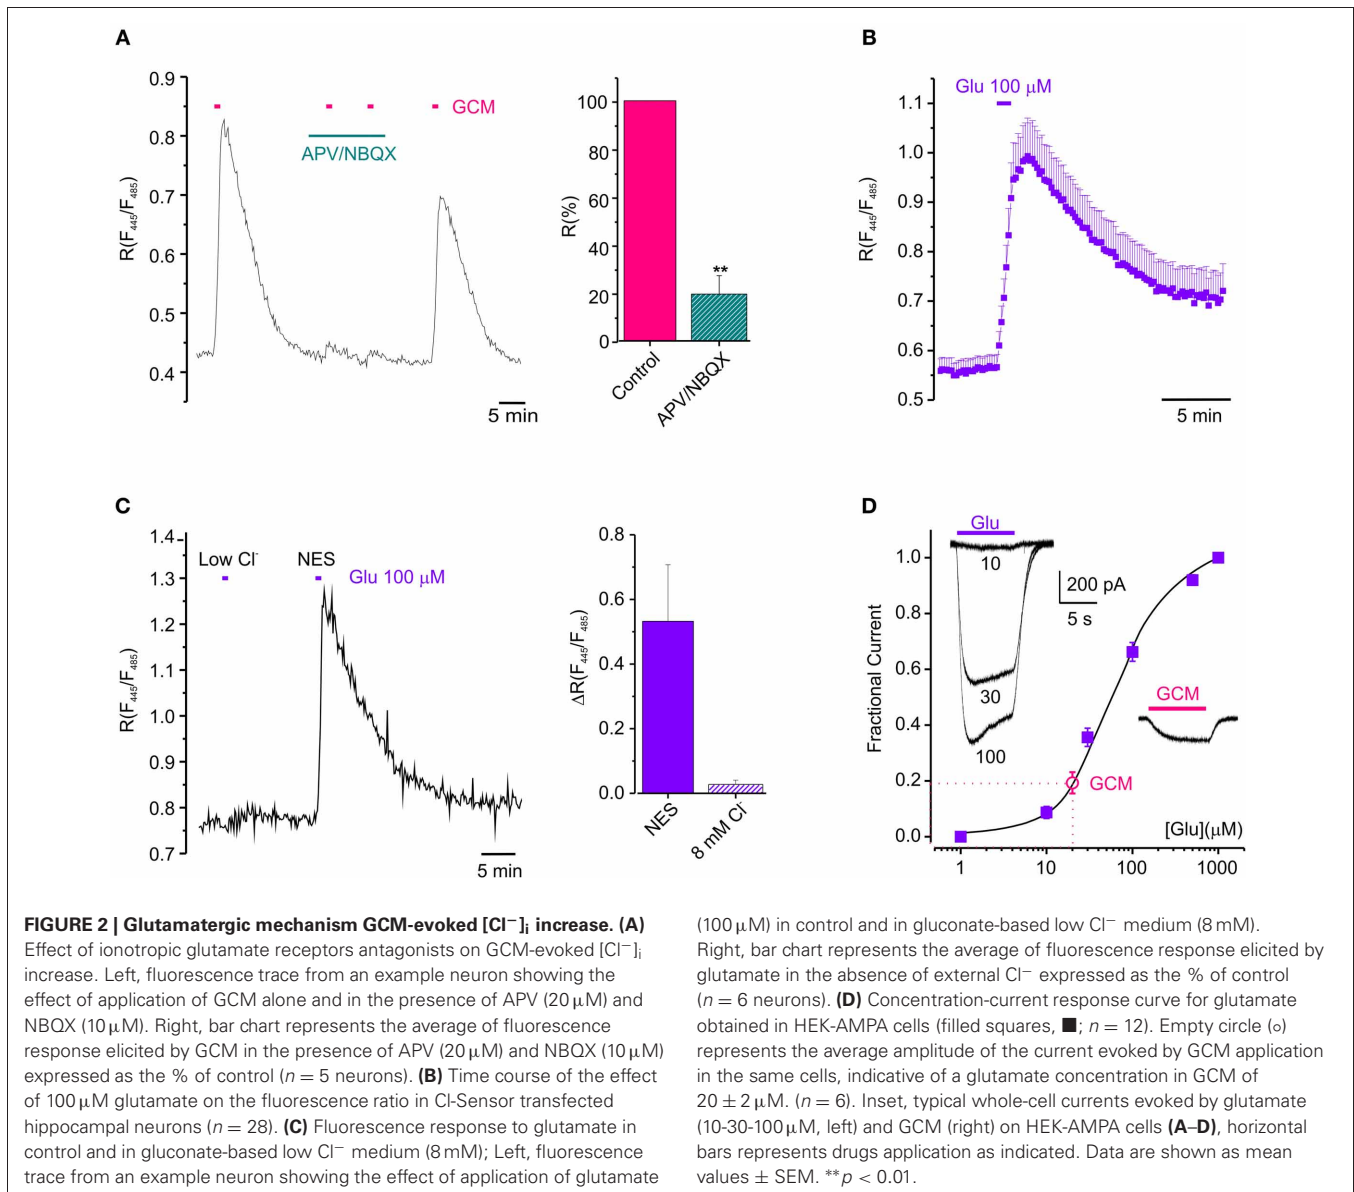 A
0.9
0.8
0.7
0.6
0.5
0.4
R(F445/F485)
GCM
APV/NBQX
5 min
100
80
60
40
20
0
R(%)
**
Control
APV/NBQX
B
Glu 100 μM
1.1
1.0
0.9
0.8
0.7
0.6
0.5
R(F445/F485)
5 min
C
1.4
1.3
1.2
1.1
1.0
0.9
0.8
0.7
R(F445/F485)
Low Cl-
NES
Glu 100 μM
5 min
0.8
0.6
0.4
0.2
0.0
ΔR(F445/F485)
NES
8 mM Cl-
D
1.0
0.8
0.6
0.4
0.2
0.0
Fractional Current
Glu
10
30
100
200 pA
5 s
GCM
GCM
[Glu](μM)
1
10
100
1000
FIGURE 2 | Glutamatergic mechanism GCM-evoked [Cl−]i increase. (A)
Effect of ionotropic glutamate receptors antagonists on GCM-evoked [Cl−]i
increase. Left, fluorescence trace from an example neuron showing the
effect of application of GCM alone and in the presence of APV (20 μM) and
NBQX (10 μM). Right, bar chart represents the average of fluorescence
response elicited by GCM in the presence of APV (20 μM) and NBQX (10 μM)
expressed as the % of control (n = 5 neurons). (B) Time course of the effect
of 100 μM glutamate on the fluorescence ratio in Cl-Sensor transfected
hippocampal neurons (n = 28). (C) Fluorescence response to glutamate in
control and in gluconate-based low Cl− medium (8 mM); Left, fluorescence
trace from an example neuron showing the effect of application of glutamate
(100 μM) in control and in gluconate-based low Cl− medium (8 mM).
Right, bar chart represents the average of fluorescence response elicited by
glutamate in the absence of external Cl− expressed as the % of control
(n = 6 neurons). (D) Concentration-current response curve for glutamate
obtained in HEK-AMPA cells (filled squares, ■; n = 12). Empty circle (○)
represents the average amplitude of the current evoked by GCM application
in the same cells, indicative of a glutamate concentration in GCM of
20 ± 2 μM. (n = 6). Inset, typical whole-cell currents evoked by glutamate
(10-30-100 μM, left) and GCM (right) on HEK-AMPA cells (A–D), horizontal
bars represents drugs application as indicated. Data are shown as mean
values ± SEM. **p < 0.01.